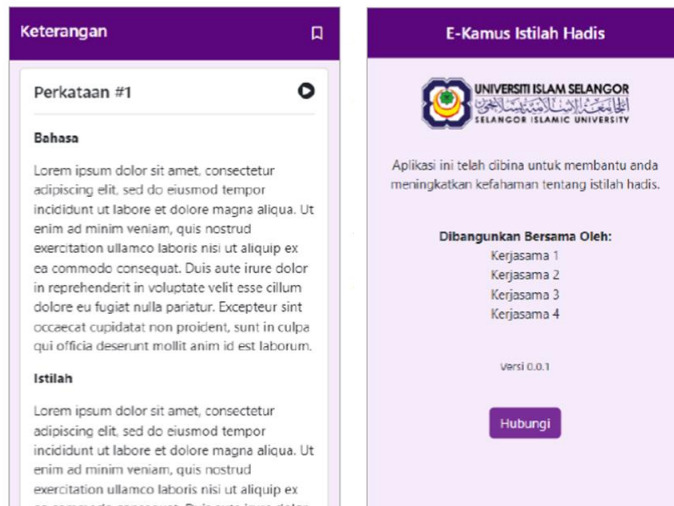 Keterangan
Perkataan #1
Bahasa
Lorem ipsum dolor sit amet, consectetur
adipiscing elit, sed do eiusmod tempor
incididunt ut labore et dolore magna aliqua. Ut
enim ad minim veniam, quis nostrud
exercitation ullamco laboris nisi ut aliquip ex
ea commodo consequat. Duis aute irure dolor
in reprehenderit in voluptate velit esse cillum
dolore eu fugiat nulla pariatur. Excepteur sint
occaecat cupidatat non proident, sunt in culpa
qui officia deserunt mollit anim id est laborum.
Istilah
Lorem ipsum dolor sit amet, consectetur
adipiscing elit, sed do eiusmod tempor
incididunt ut labore et dolore magna aliqua. Ut
enim ad minim veniam, quis nostrud
exercitation ullamco laboris nisi ut aliquip ex
E-Kamus Istilah Hadis
UNIVERSITI ISLAM SELANGOR
SELANGOR ISLAMIC UNIVERSITY
Aplikasi ini telah dibina untuk membantu anda
meningkatkan kefahaman tentang istilah hadis.
Dibangunkan Bersama Oleh:
Kerjasama 1
Kerjasama 2
Kerjasama 3
Kerjasama 4
Versi 0.0.1
Hubungi